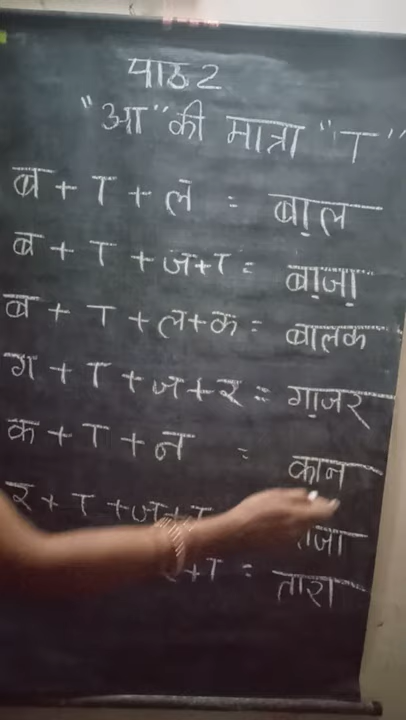 पाठ 2
"आ" की मात्रा "ा"
ब + ा + ल = बाल
ब + ा + ज + ा = बाजा
ब + ा + ल + क = बालक
ग + ा + ज + र = गाजर
क + ा + न = कान
र + ा + ज + ा ाजा
र + ा = तारा